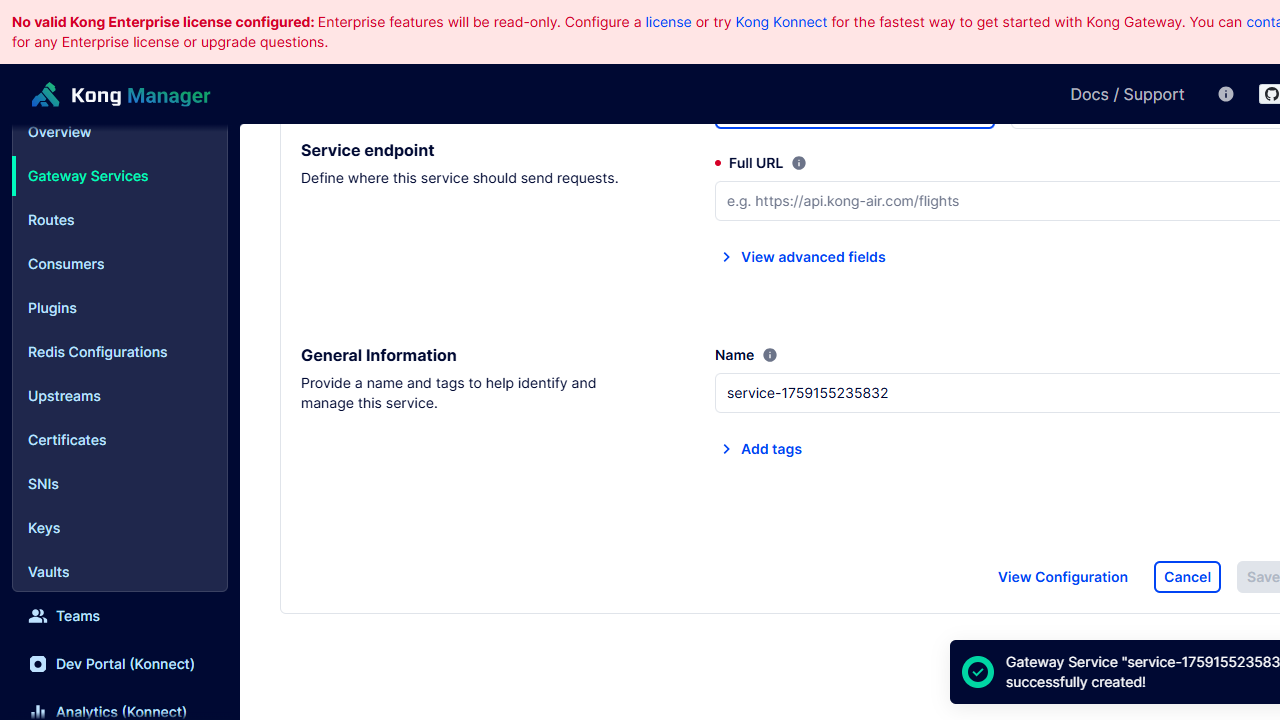 No valid Kong Enterprise license configured: Enterprise features will be read-only. Configure a license or try Kong Konnect for the fastest way to get started with Kong Gateway. You can
for any Enterprise license or upgrade questions.
Kong Manager
Docs / Support
Overview
Gateway Services
Routes
Consumers
Plugins
Redis Configurations
Upstreams
Certificates
SNIs
Keys
Vaults
Teams
Dev Portal (Konnect)
Analytics (Konnect)
Service endpoint
Define where this service should send requests.
Full URL
e.g. https://api.kong-air.com/flights
View advanced fields
General Information
Provide a name and tags to help identify and
manage this service.
Name
service-1759155235832
Add tags
View Configuration
Cancel
Save
Gateway Service "service-175915523583
successfully created!